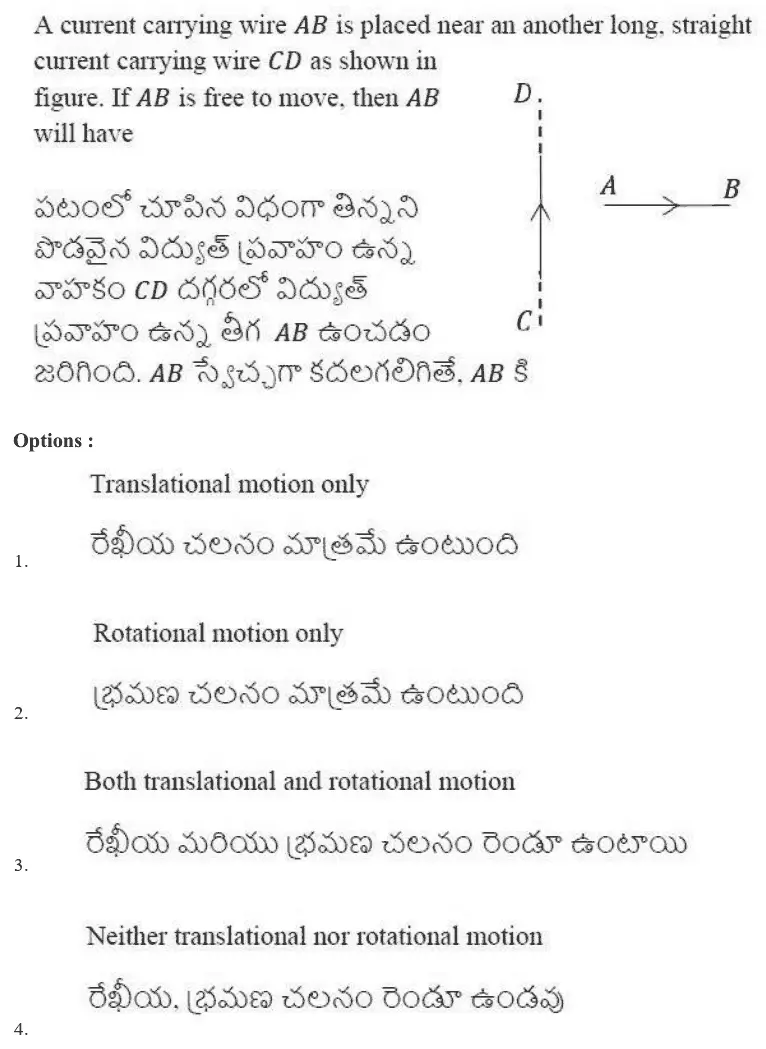 A current carrying wire AB is placed near an another long, straight
current carrying wire CD as shown in
figure. If AB is free to move, then AB
will have
D
A
B
C
పటంలో చూపిన విధంగా తిన్నని
పొడవైన విద్యుత్ ప్రవాహం ఉన్న
వాహకం CD దగ్గరలో విద్యుత్
ప్రవాహం ఉన్న తీగ AB ఉంచడం
జరిగింది. AB స్వేచ్ఛగా కదలగలిగితే, AB కి
Options :
Translational motion only
రేఖీయ చలనం మాత్రమే ఉంటుంది
1.
Rotational motion only
భ్రమణ చలనం మాత్రమే ఉంటుంది
2.
Both translational and rotational motion
రేఖీయ మరియు భ్రమణ చలనం రెండూ ఉంటాయి
3.
Neither translational nor rotational motion
రేఖీయ, భ్రమణ చలనం రెండూ ఉండవు
4.